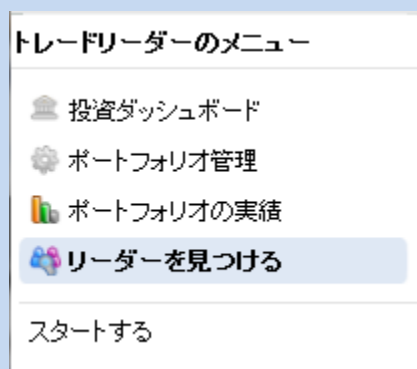 トレードリーダーのメニュー
投資ダッシュボード
ポートフォリオ管理
ポートフォリオの実績
リーダーを見つける
スタートする